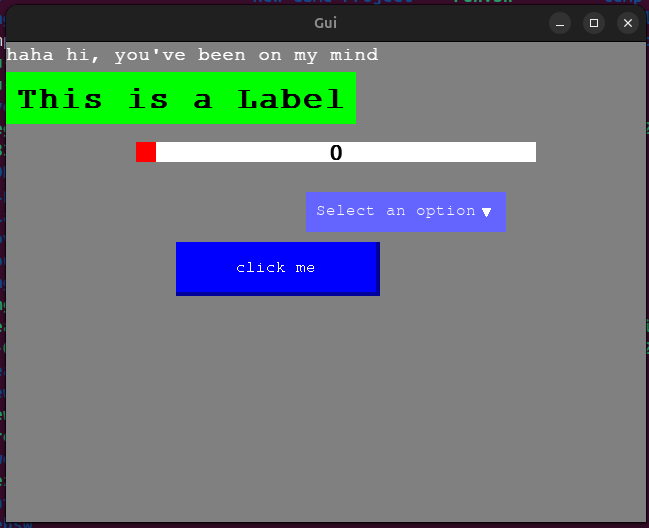 Gui
haha hi, you've been on my mind
This is a Label
0
Select an option
click me